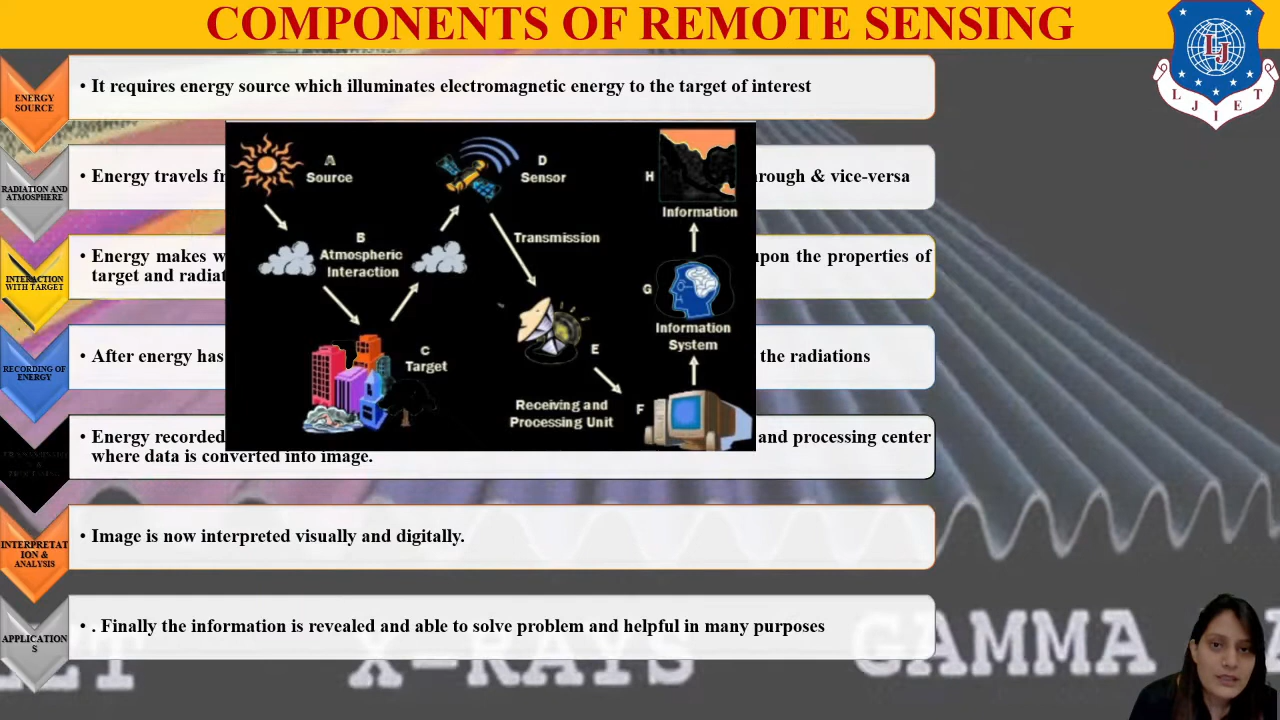 COMPONENTS OF REMOTE SENSING
L J I E T
LJ
ENERGY
SOURCE
• It requires energy source which illuminates electromagnetic energy to the target of interest
RADIATION AND
ATMOSPHERE
• Energy travels
rough & vice-versa
INTERACTION
WITH TARGET
• Energy makes
upon the properties of
target and
RECORDING OF
ENERGY
• After energy has
the radiations
• Energy recorded
and processing center
where data is converted into image.
INTERPRETAT
ION &
ANALYSIS
• Image is now interpreted visually and digitally.
APPLICATION
S
• . Finally the information is revealed and able to solve problem and helpful in many purposes
A
Source
D
Sensor
H
Information
B
Atmospheric
Interaction
Transmission
G
Information
System
C
Target
E
Receiving and
Processing Unit
F
X-RAYS
GAMMA